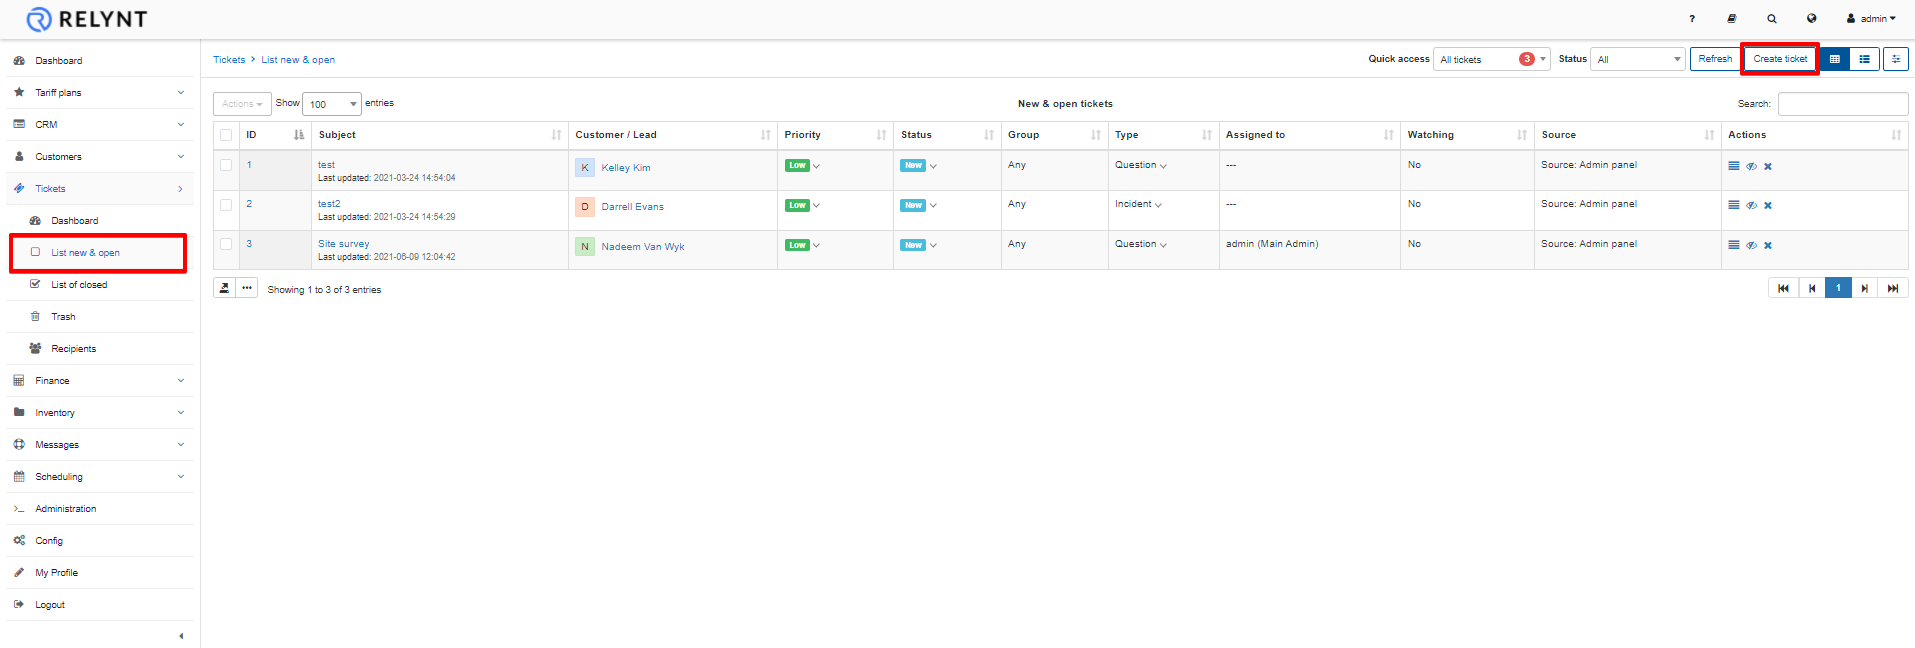 RELYNT
? admin
Dashboard
Tariff plans
CRM
Customers
Tickets
Dashboard
List new & open
List of closed
Trash
Recipients
Finance
Inventory
Messages
Scheduling
Administration
Config
My Profile
Logout
Tickets > List new & open
Quick access All tickets 3 Status All Refresh Create ticket
Actions Show 100 entries New & open tickets Search:
ID Subject Customer / Lead Priority Status Group Type Assigned to Watching Source Actions
1 test K Kelley Kim Low New Any Question --- No Source: Admin panel
Last updated: 2021-03-24 14:54:04
2 test2 D Darrell Evans Low New Any Incident --- No Source: Admin panel
Last updated: 2021-03-24 14:54:29
3 Site survey N Nadeem Van Wyk Low New Any Question admin (Main Admin) No Source: Admin panel
Last updated: 2021-06-09 12:04:42
Showing 1 to 3 of 3 entries 1